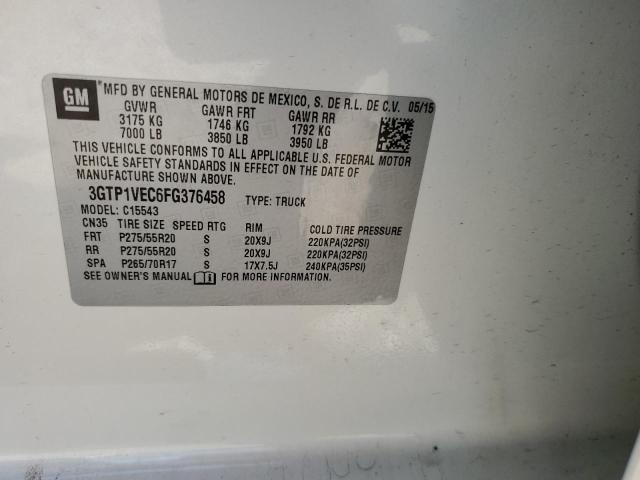 GM
MFD BY GENERAL MOTORS DE MEXICO, S. DE R.L. DE C.V. 05/15
GVWR GAWR FRT GAWR RR
3175 KG 1746 KG 1792 KG
7000 LB 3850 LB 3950 LB
THIS VEHICLE CONFORMS TO ALL APPLICABLE U.S. FEDERAL MOTOR
VEHICLE SAFETY STANDARDS IN EFFECT ON THE DATE OF
MANUFACTURE SHOWN ABOVE.
3GTP1VEC6FG376458 TYPE: TRUCK
MODEL: C15543
CN35 TIRE SIZE SPEED RTG RIM COLD TIRE PRESSURE
FRT P275/55R20 S 20X9J 220KPA(32PSI)
RR P275/55R20 S 20X9J 220KPA(32PSI)
SPA P265/70R17 S 17X7.5J 240KPA(35PSI)
SEE OWNER'S MANUAL FOR MORE INFORMATION.